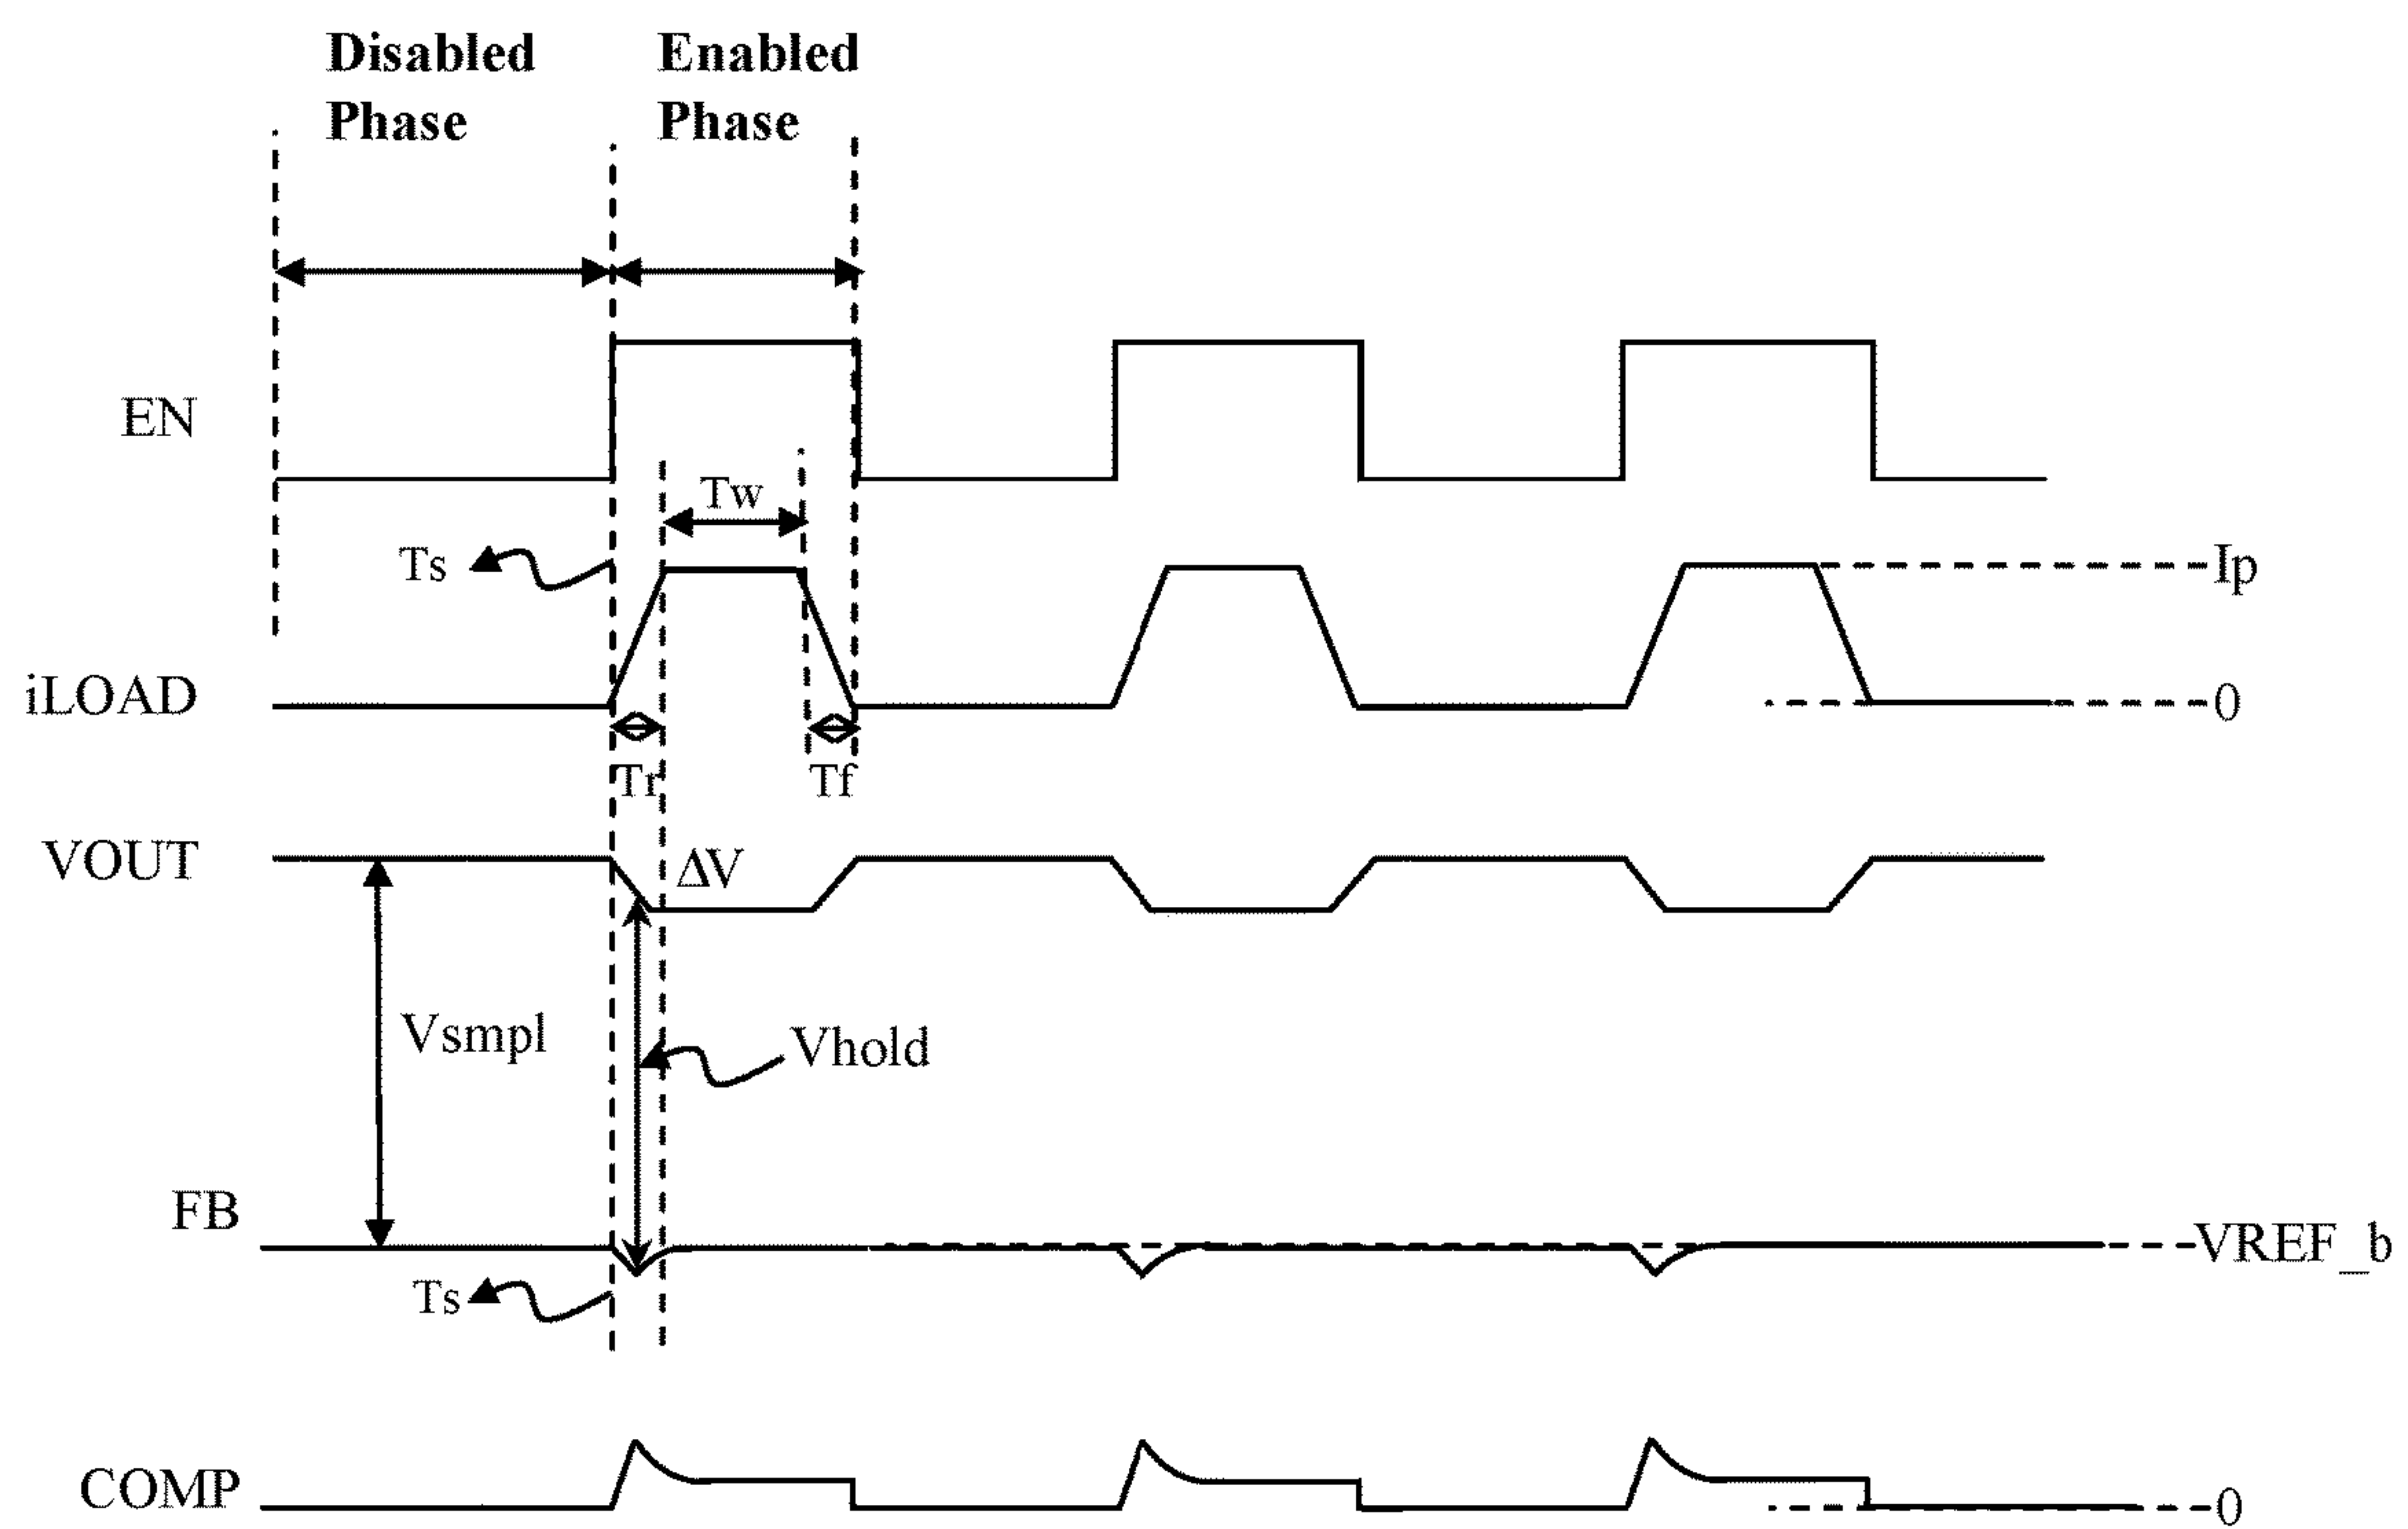 Disabled
Phase
Enabled
Phase
EN
Tw
Ts
Ip
iLOAD
0
Tr
Tf
VOUT
ΔV
Vsmpl
Vhold
FB
VREF_b
Ts
COMP
0